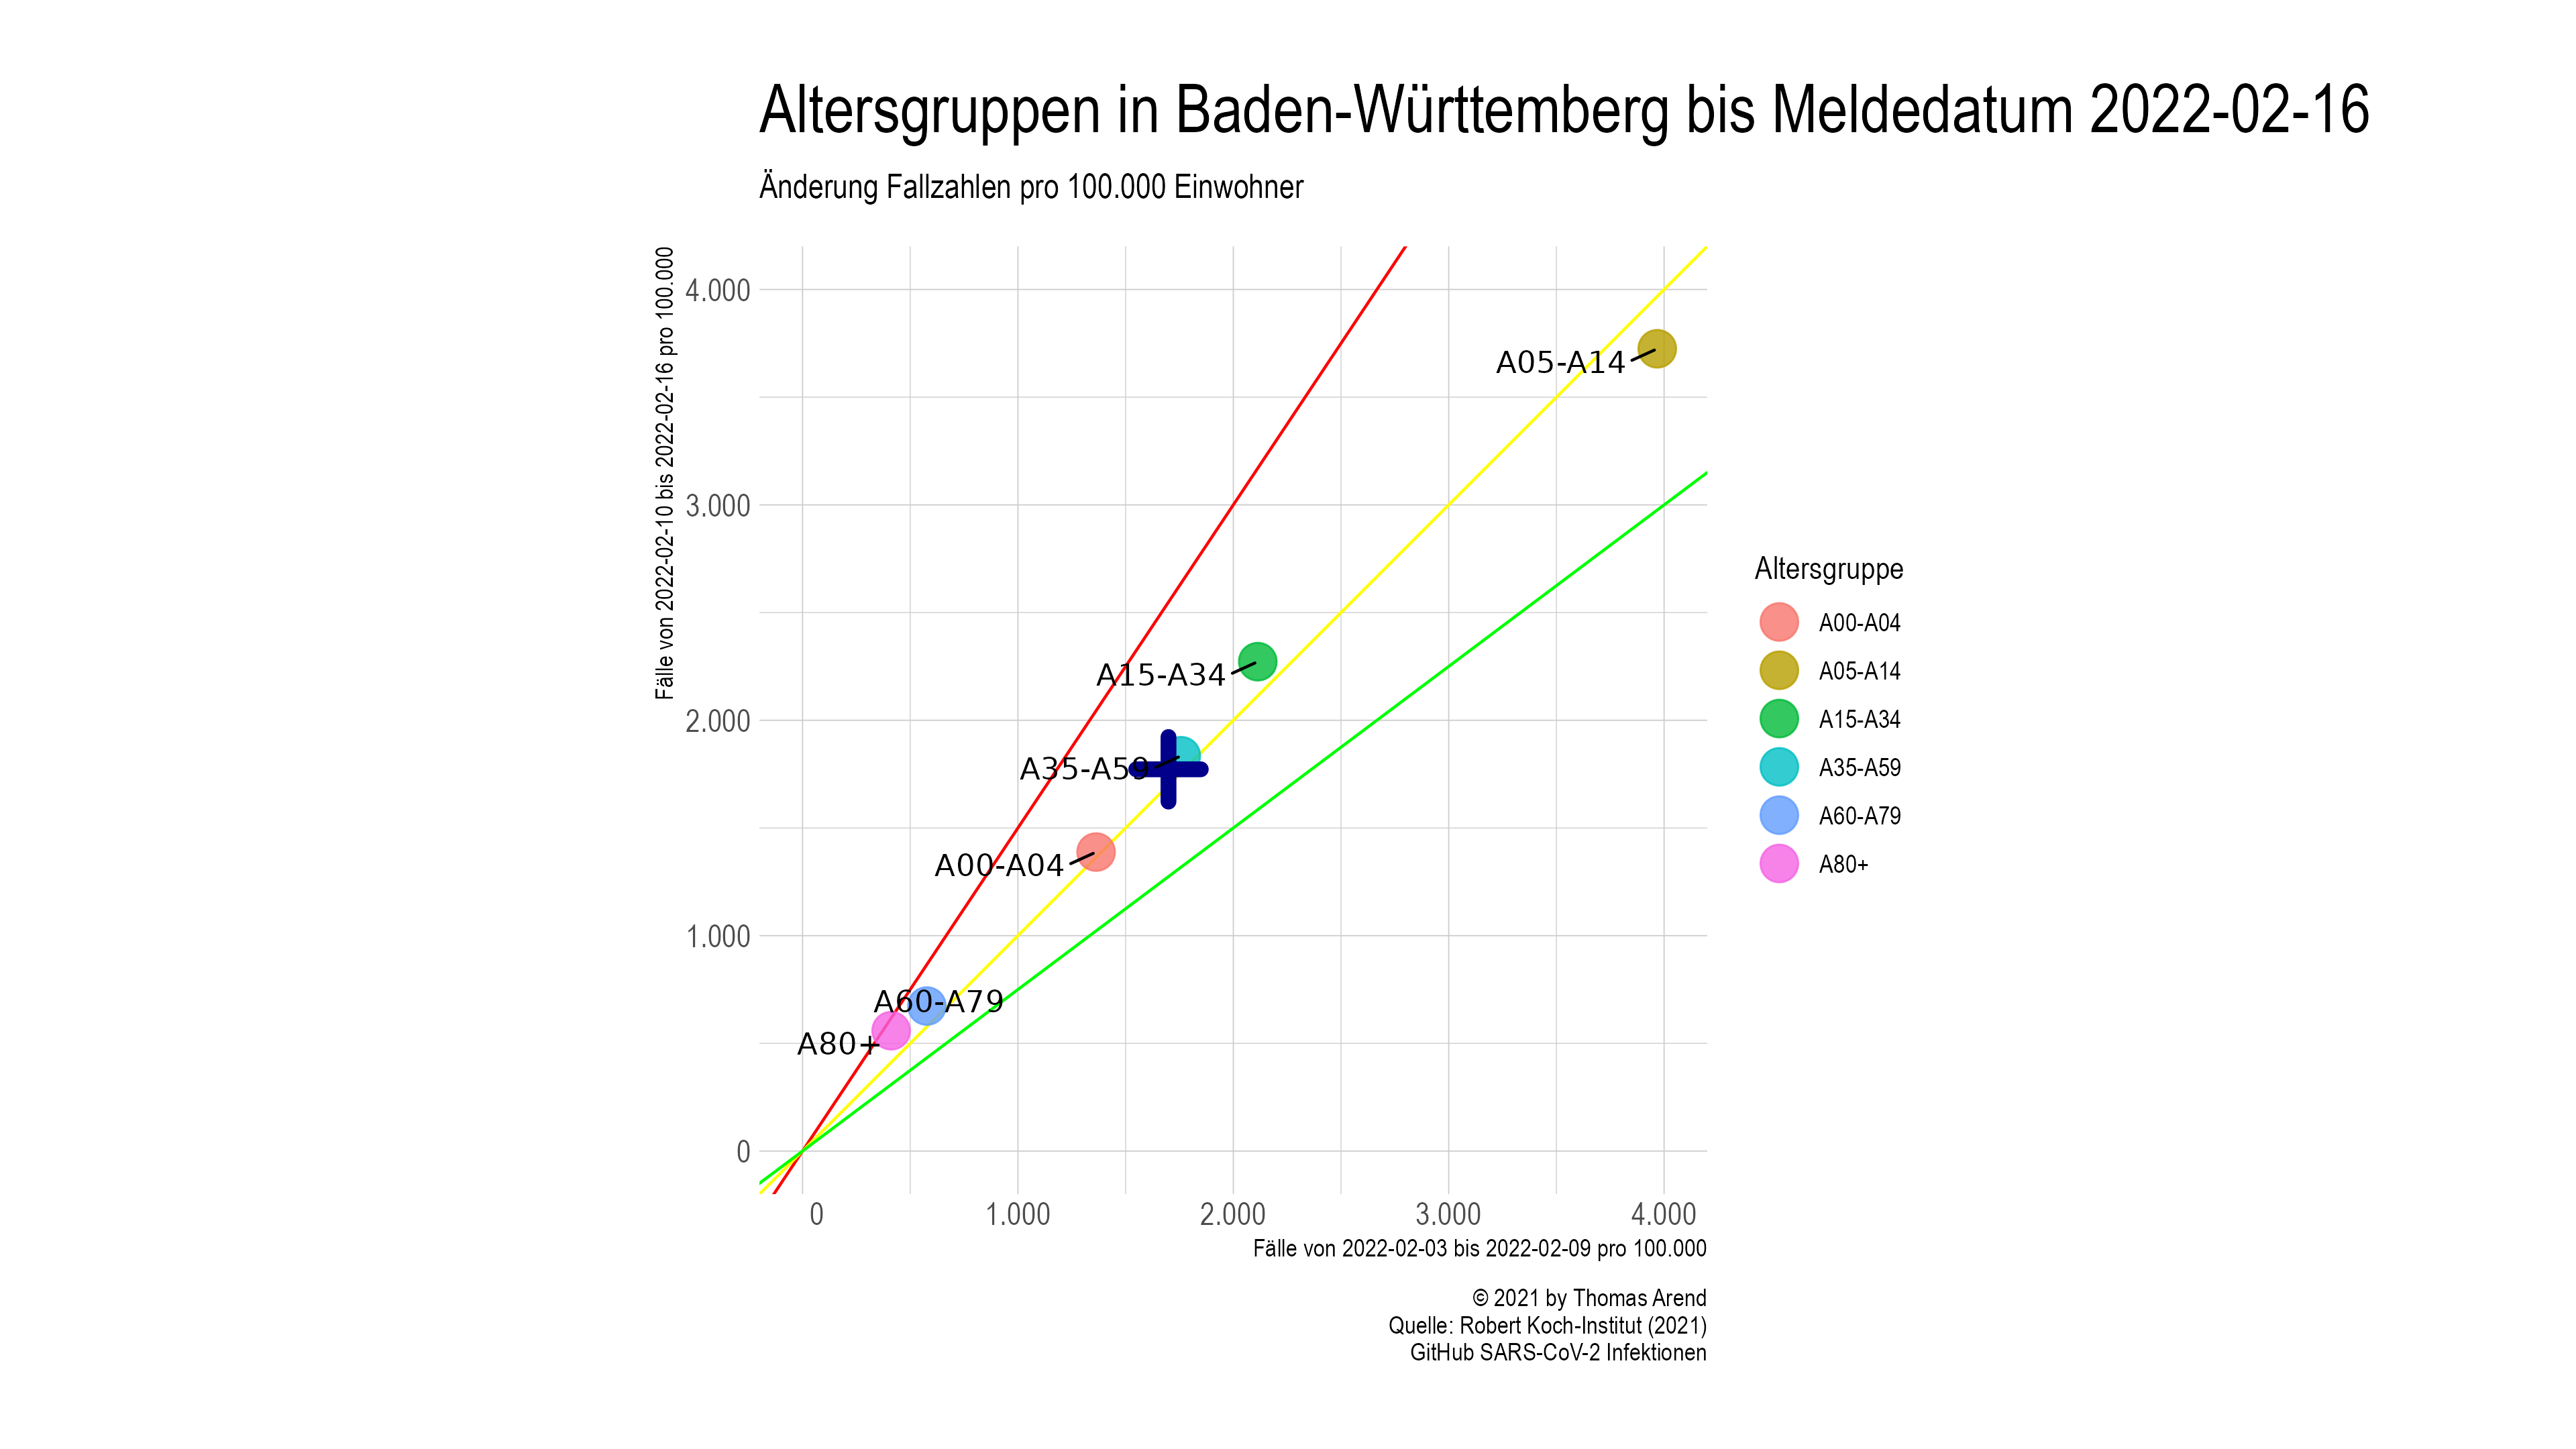 Altersgruppen in Baden-Württemberg bis Meldedatum 2022-02-16
Änderung Fallzahlen pro 100.000 Einwohner
Fälle von 2022-02-10 bis 2022-02-16 pro 100.000
4.000
3.000
2.000
1.000
0
A05-A14
A15-A34
A35-A59
A00-A04
A60-A79
A80+
0
1.000
2.000
3.000
4.000
Fälle von 2022-02-03 bis 2022-02-09 pro 100.000
Altersgruppe
A00-A04
A05-A14
A15-A34
A35-A59
A60-A79
A80+
© 2021 by Thomas Arend
Quelle: Robert Koch-Institut (2021)
GitHub SARS-CoV-2 Infektionen